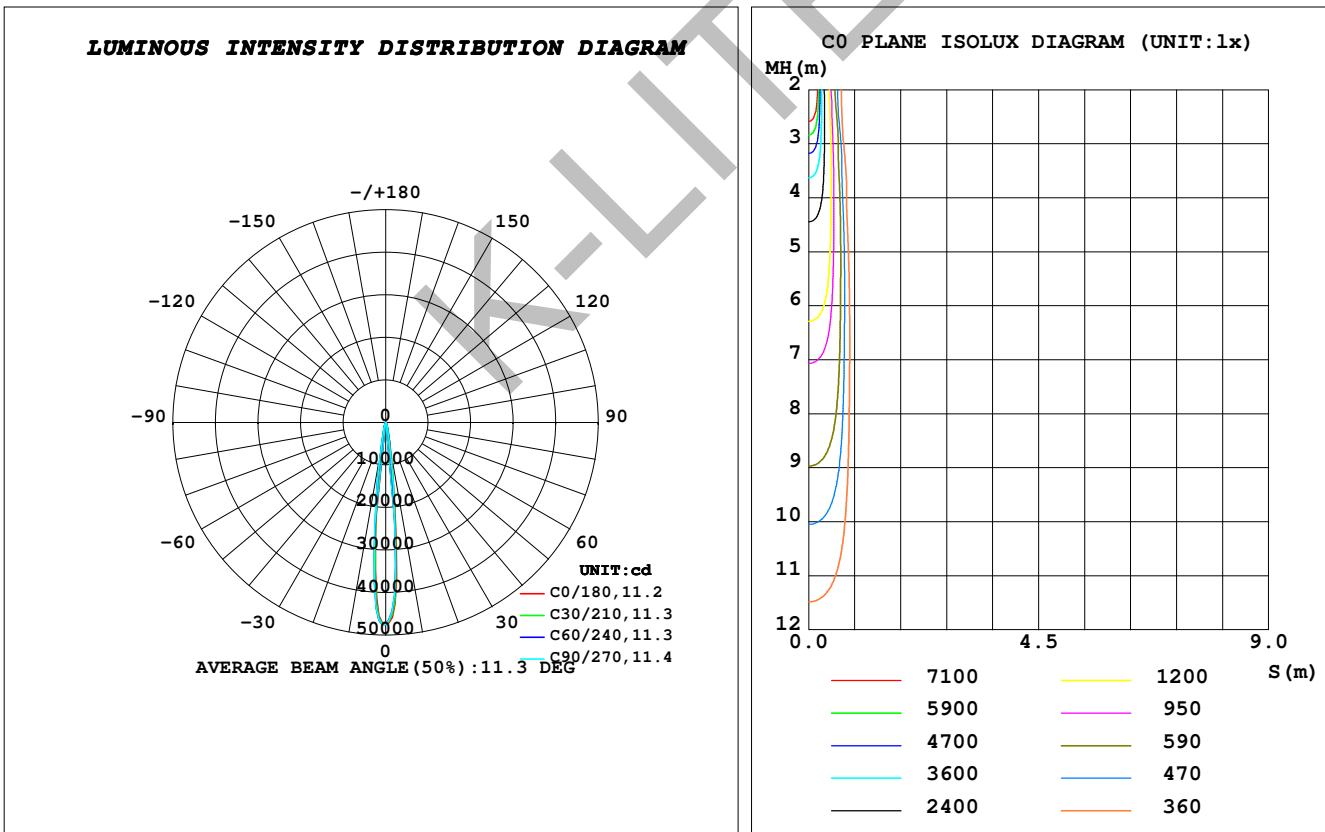 LUMINOUS INTENSITY DISTRIBUTION DIAGRAM
-/+180
-150
150
-120
120
-90
90
-60
60
-30
30
0
0
10000
20000
30000
40000
50000
UNIT:cd
C0/180,11.2
C30/210,11.3
C60/240,11.3
C90/270,11.4
AVERAGE BEAM ANGLE(50%):11.3 DEG
K-LITE
C0 PLANE ISOLUX DIAGRAM (UNIT:lx)
MH(m)
2
3
4
5
6
7
8
9
10
11
12
0.0 4.5 9.0
S(m)
7100 1200
5900 950
4700 590
3600 470
2400 360